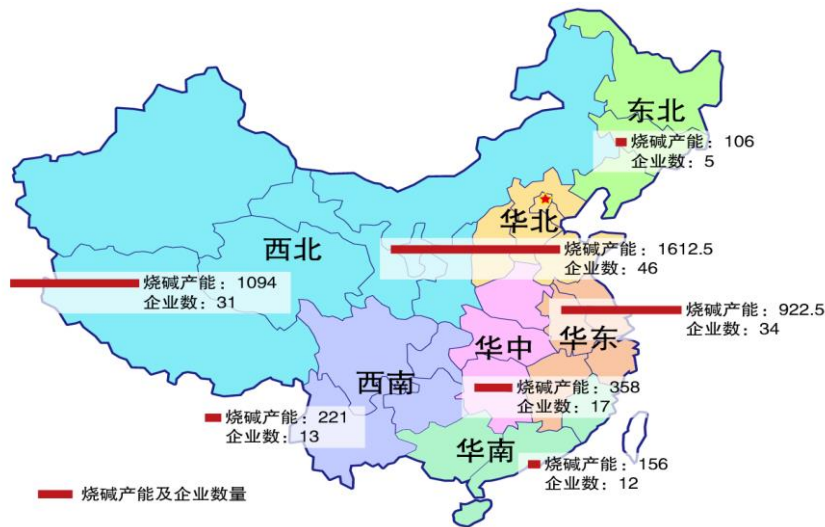 东北
烧碱产能：106
企业数：5
华北
烧碱产能：1612.5
企业数：46
西北
烧碱产能：1094
企业数：31
烧碱产能：922.5
企业数：34
华东
华中
烧碱产能：358
企业数：17
西南
烧碱产能：221
企业数：13
华南
烧碱产能：156
企业数：12
烧碱产能及企业数量